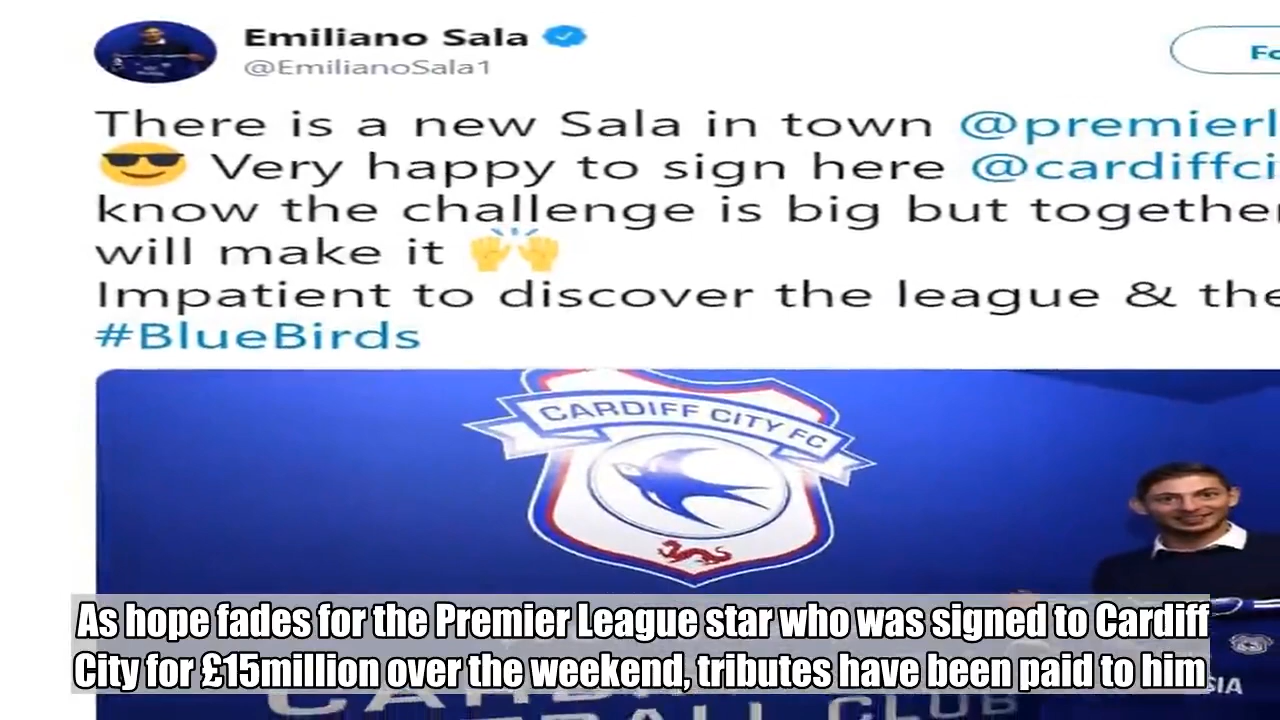 Emiliano Sala
@EmilianoSala1
There is a new Sala in town @premierl
😎 Very happy to sign here @cardiffci
know the challenge is big but together
will make it 🙌
Impatient to discover the league & the
#BlueBirds
CARDIFF CITY FC
As hope fades for the Premier League star who was signed to Cardiff
City for £15million over the weekend, tributes have been paid to him
CLUB